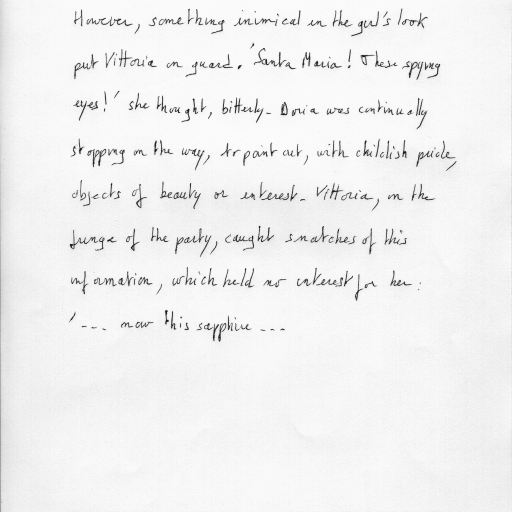 However, something inimical in the girl's look
put Vittoria on guard. 'Santa Maria! These spying
eyes!' she thought, bitterly. Doria was continually
stopping on the way, to point out, with childish pride,
objects of beauty or interest. Vittoria, on the
fringe of the party, caught snatches of this
information, which held no interest for her:
'... now this sapphire ...